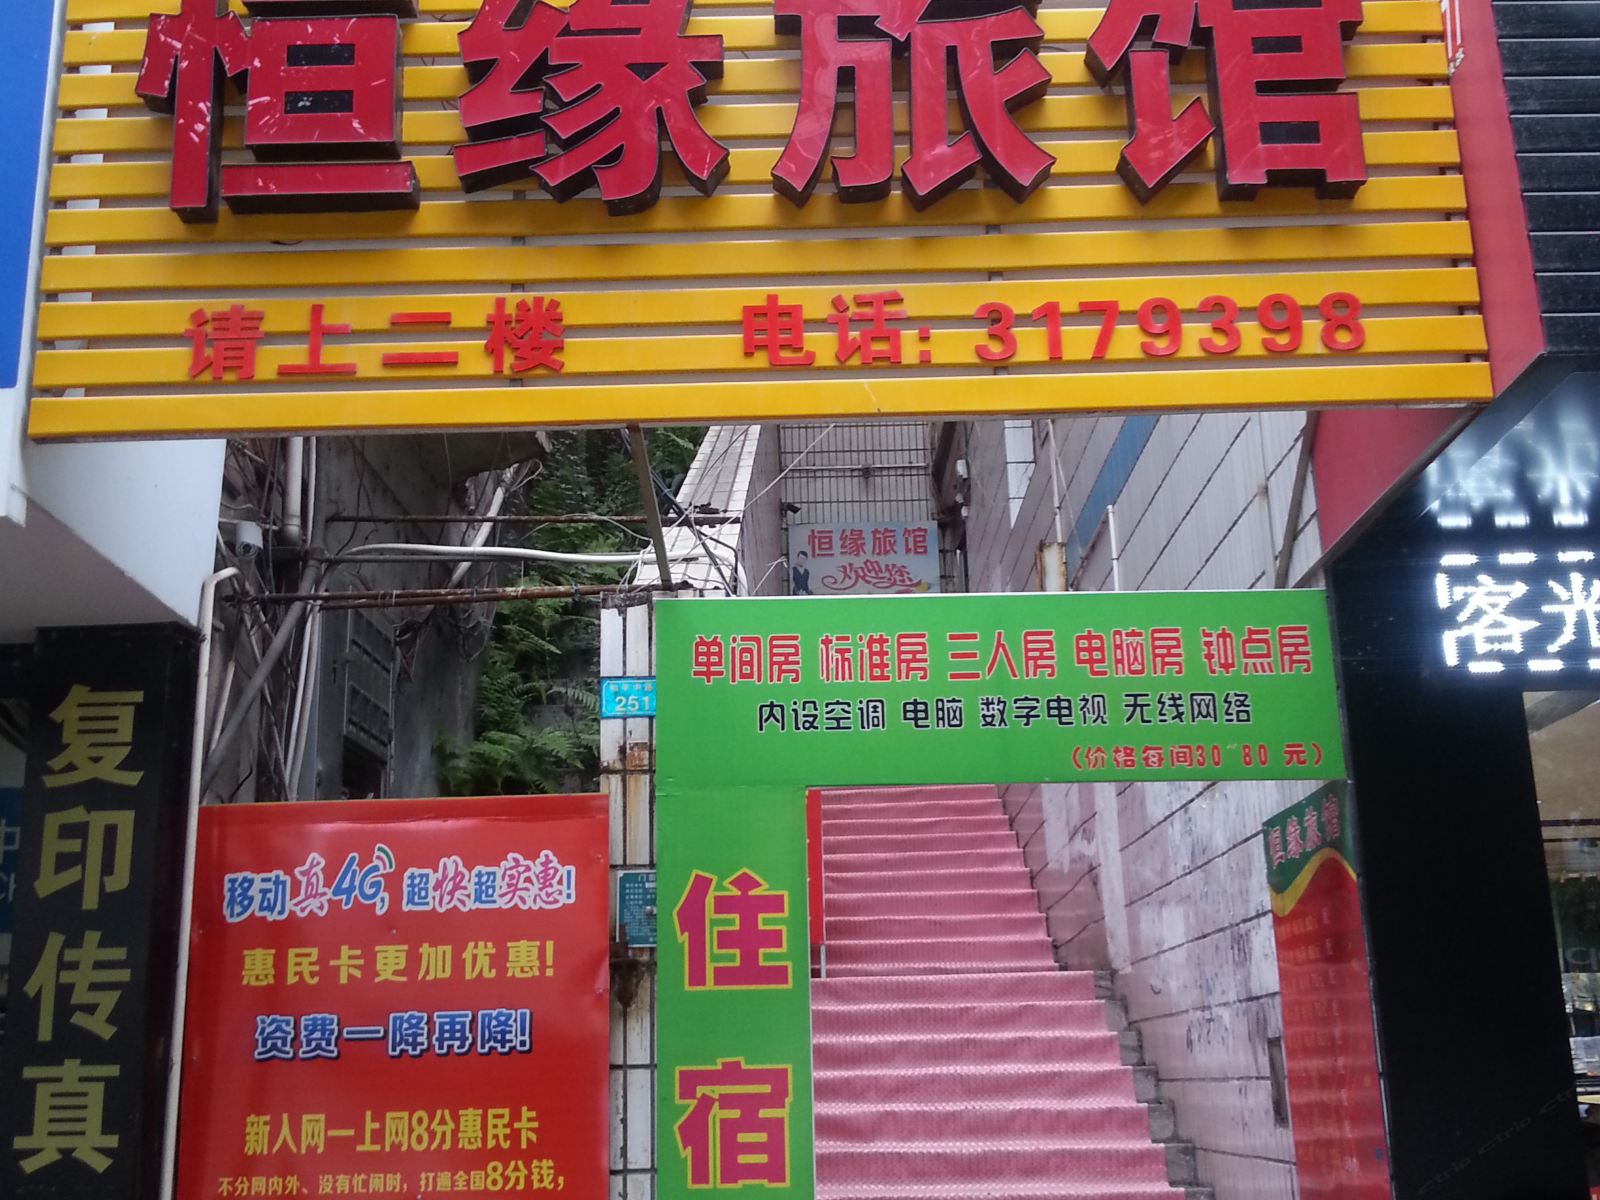 恒缘旅馆
请上二楼 电话:3179398
恒缘旅馆
欢迎您
客光
单间房 标准房 三人房 电脑房 钟点房
内设空调 电脑 数字电视 无线网络
(价格每间30~80 元)
251
住宿
恒缘旅馆
复印传真
移动真4G,超快超实惠!
惠民卡更加优惠!
资费一降再降!
新入网一上网8分惠民卡
不分网内外、没有忙闲时,打遍全国8分钱,